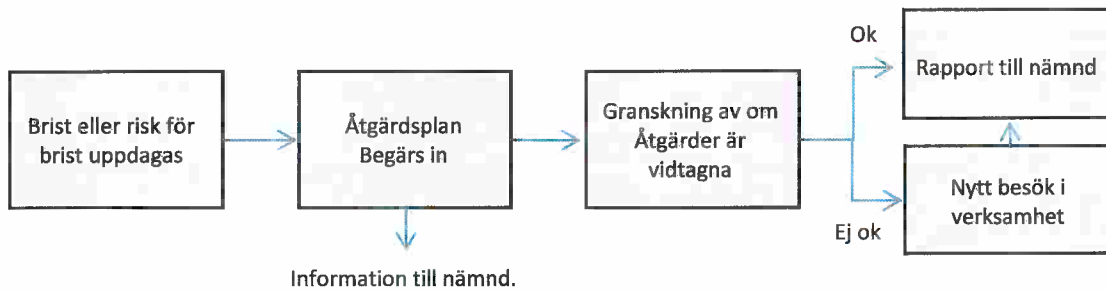 Brist eller risk för
brist uppdagas
Åtgärdsplan
Begärs in
Information till nämnd.
Granskning av om
Åtgärder är
vidtagna
Ok
Rapport till nämnd
Ej ok
Nytt besök i
verksamhet